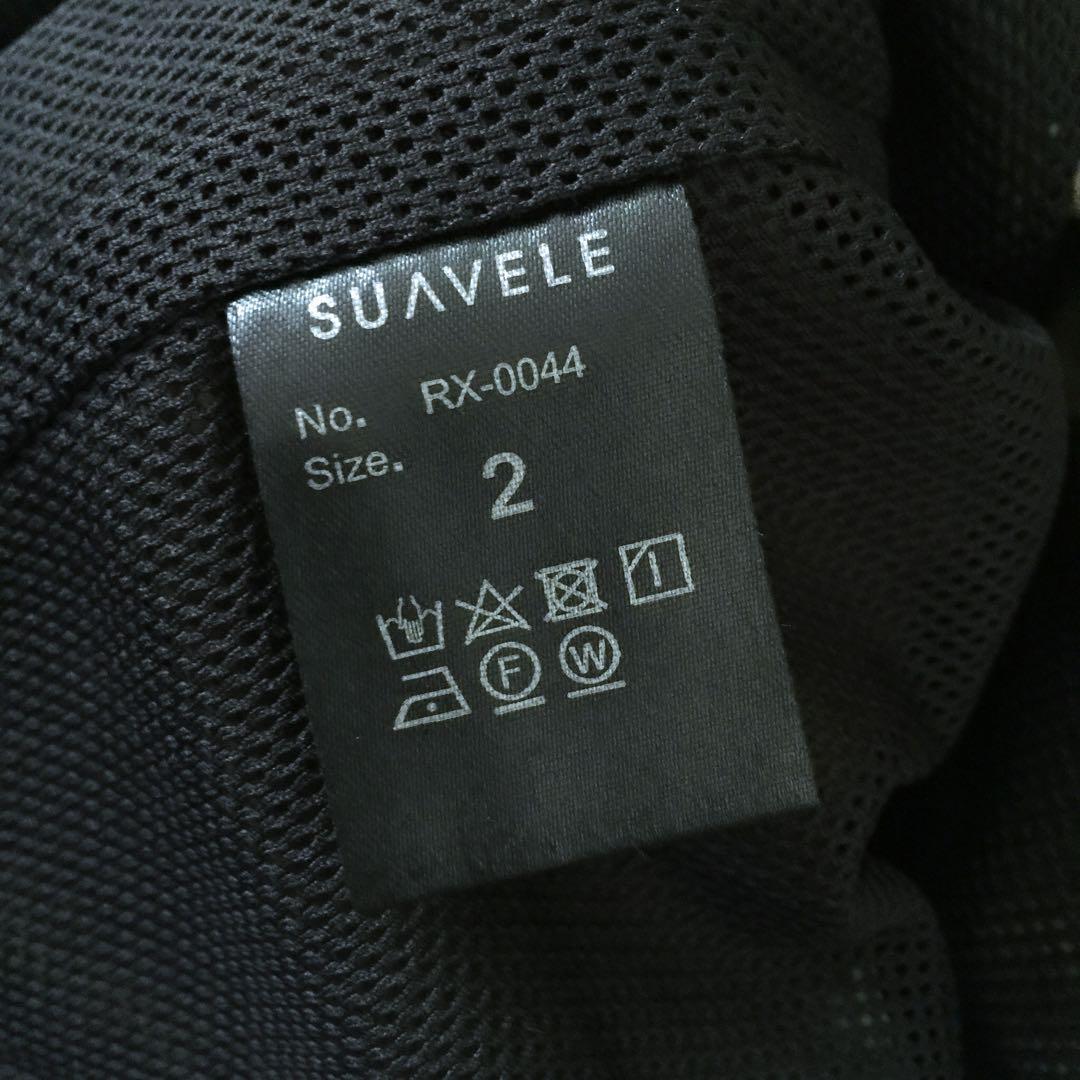 SUAVELE
No. RX-0044
Size. 2
F W